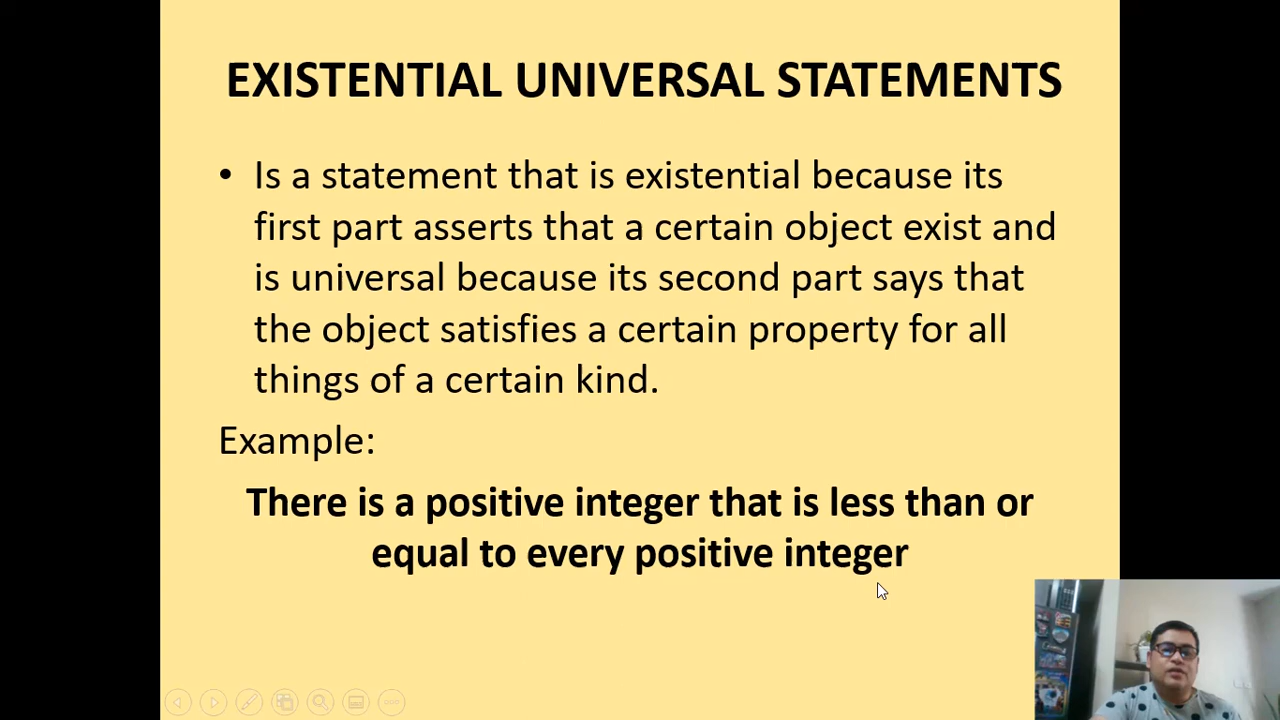 EXISTENTIAL UNIVERSAL STATEMENTS
• Is a statement that is existential because its
first part asserts that a certain object exist and
is universal because its second part says that
the object satisfies a certain property for all
things of a certain kind.
Example:
There is a positive integer that is less than or
equal to every positive integer